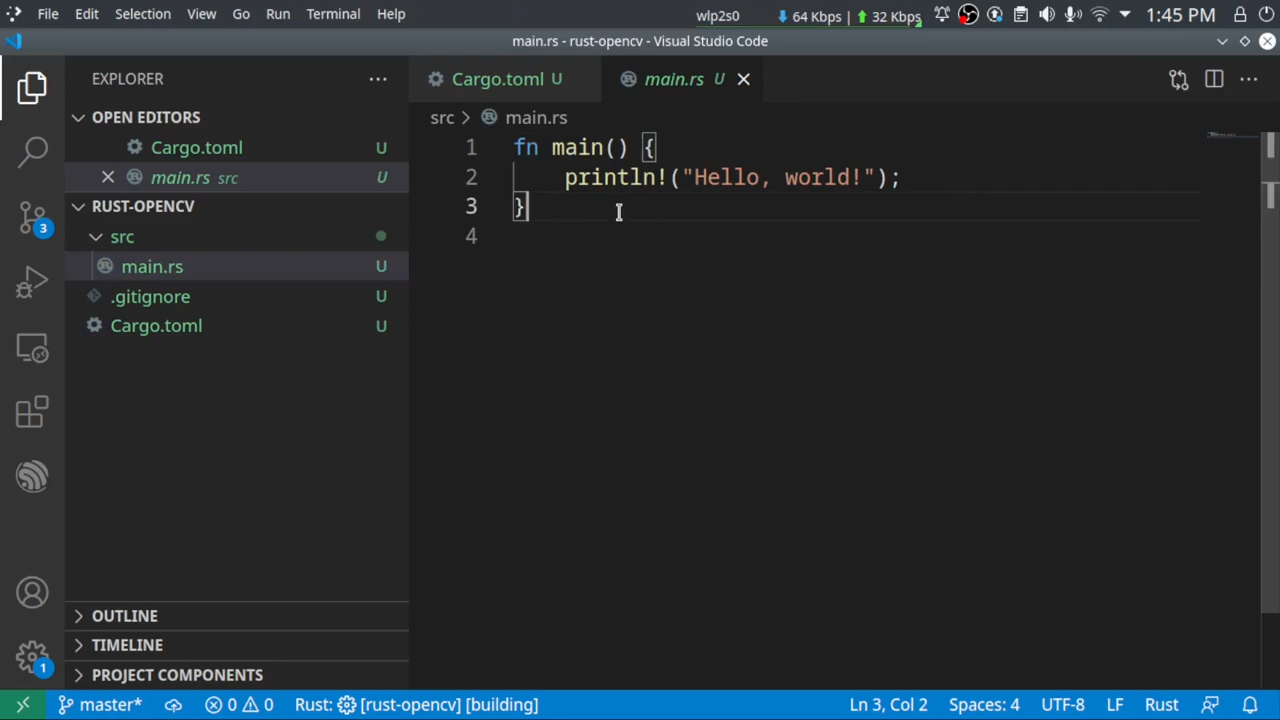 File Edit Selection View Go Run Terminal Help wlp2s0 64 Kbps | 32 Kbps 1:45 PM
main.rs - rust-opencv - Visual Studio Code
EXPLORER
OPEN EDITORS
Cargo.toml U
main.rs src U
RUST-OPENCV
src
main.rs U
.gitignore U
Cargo.toml U
OUTLINE
TIMELINE
PROJECT COMPONENTS
3
1
Cargo.toml U main.rs U
src > main.rs
1 fn main() {
2 println!("Hello, world!");
3 }
4
master* 0 0 Rust: [rust-opencv] [building] Ln 3, Col 2 Spaces: 4 UTF-8 LF Rust